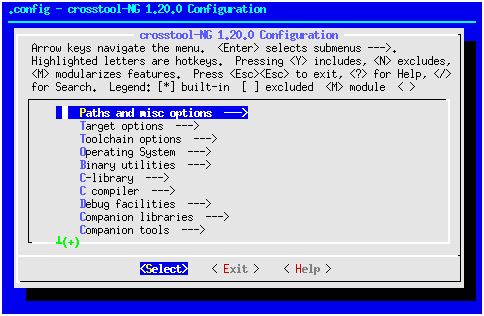 .config - crosstool-NG 1.20.0 Configuration
crosstool-NG 1.20.0 Configuration
Arrow keys navigate the menu.  <Enter> selects submenus --->.
Highlighted letters are hotkeys.  Pressing <Y> includes, <N> excludes,
<M> modularizes features.  Press <Esc><Esc> to exit, <?> for Help, </>
for Search.  Legend: [*] built-in  [ ] excluded  <M> module  < >
Paths and misc options  --->
Target options  --->
Toolchain options  --->
Operating System  --->
Binary utilities  --->
C-library  --->
C compiler  --->
Debug facilities  --->
Companion libraries  --->
Companion tools  --->
┴(+)
<Select>    < Exit >    < Help >